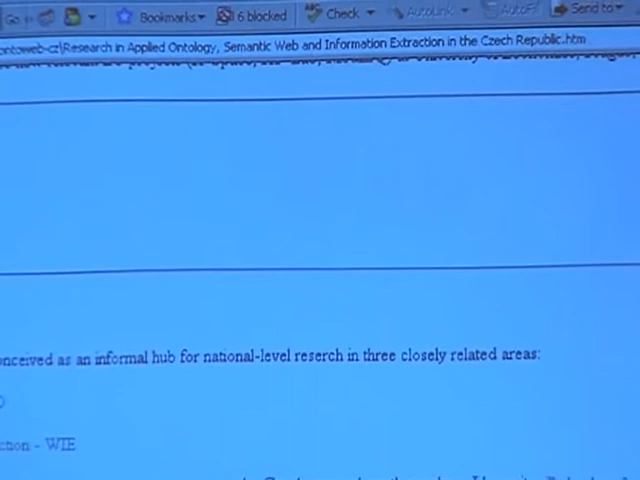 Go Bookmarks 6 blocked Check AutoLink AutoFi Send to
ontoweb-cz\Research in Applied Ontology, Semantic Web and Information Extraction in the Czech Republic.htm
onceived as an informal hub for national-level reserch in three closely related areas:
ction - WIE